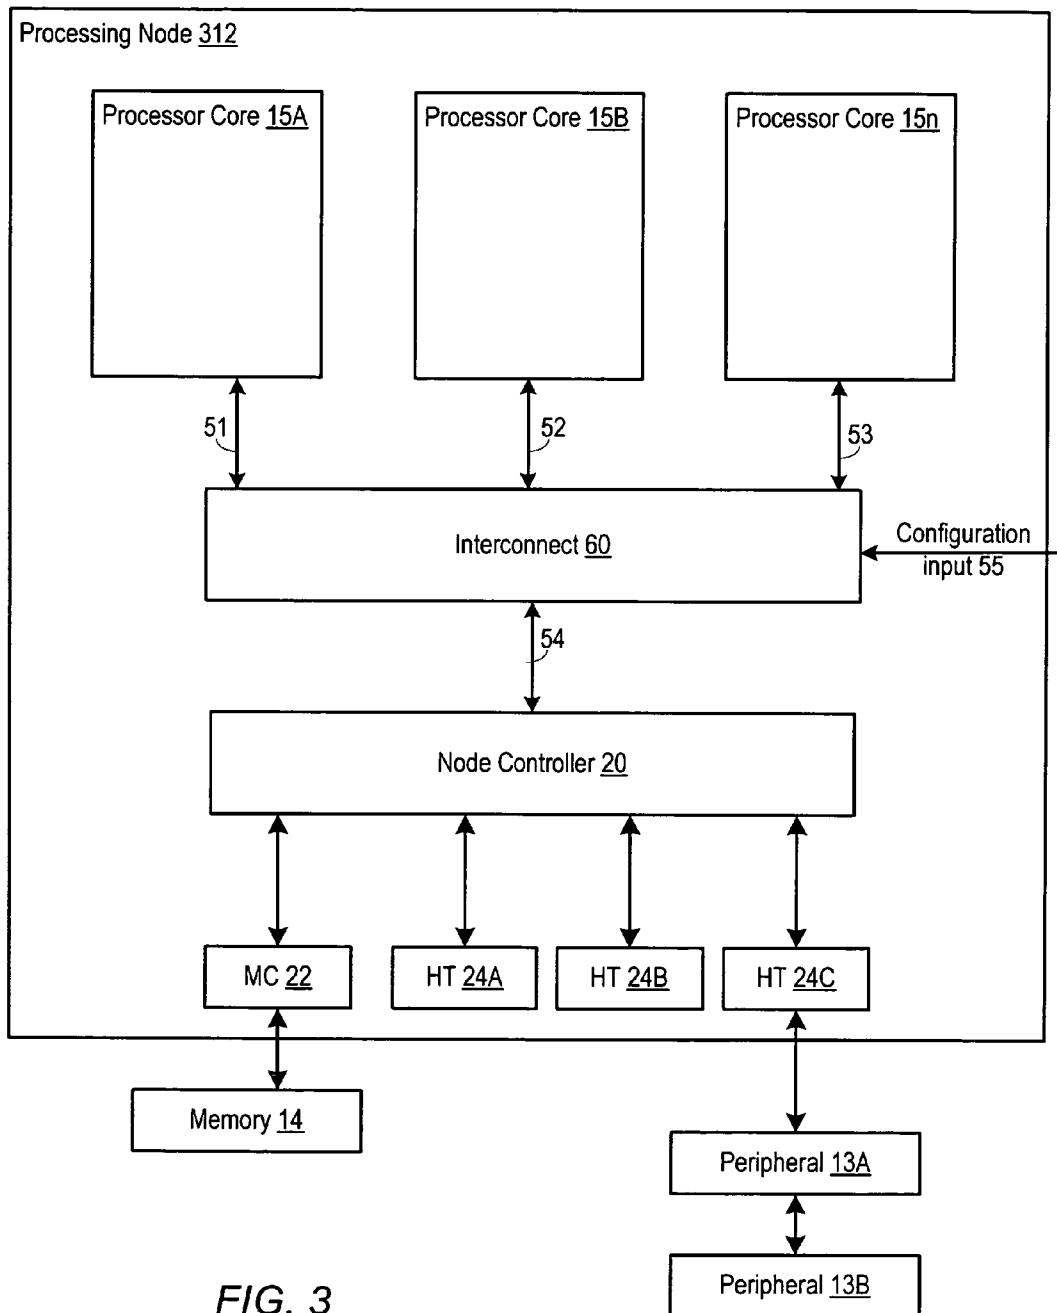 Processing Node 312
Processor Core 15A
Processor Core 15B
Processor Core 15n
51
52
53
Interconnect 60
Configuration
input 55
54
Node Controller 20
MC 22
HT 24A
HT 24B
HT 24C
Memory 14
Peripheral 13A
Peripheral 13B
FIG. 3